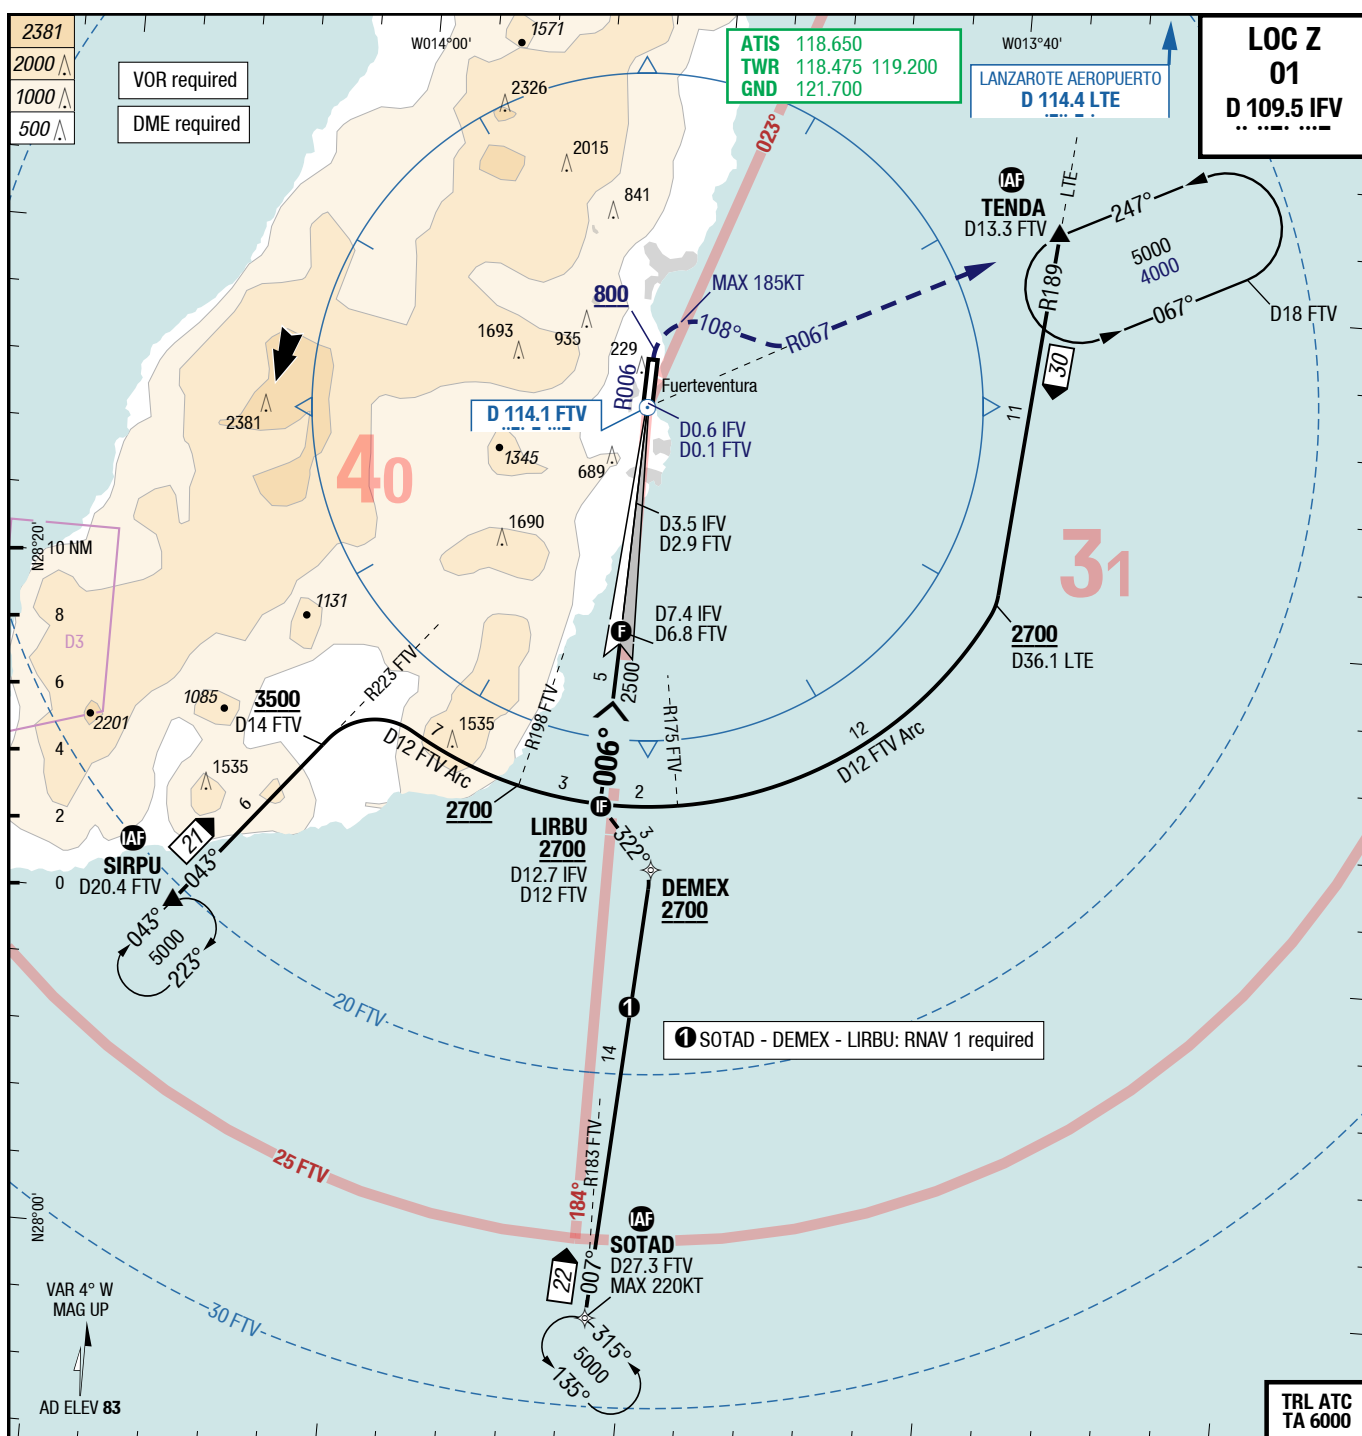 2381
2000
1000
500
VOR required
DME required
W014°00'
1571
2326
2015
841
ATIS 118.650
TWR 118.475 119.200
GND 121.700
023°
W013°40'
LANZAROTE AEROPUERTO
D 114.4 LTE
LOC Z
01
D 109.5 IFV
IAF
TENDA
D13.3 FTV
LTE
247°
5000
4000
067°
D18 FTV
R189
30
11
MAX 185KT
800
108°
R067
R006
1693
935
229
Fuerteventura
D 114.1 FTV
D0.6 IFV
D0.1 FTV
2381
40
1345
689
1690
D3.5 IFV
D2.9 FTV
31
N28°20'
10 NM
8
6
4
2
0
D3
2201
1131
1085
3500
D14 FTV
R223 FTV
1535
7
D12 FTV Arc
1535
6
R198 FTV
D7.4 IFV
D6.8 FTV
F
5
2500
R175 FTV
2700
D36.1 LTE
12
D12 FTV Arc
006°
3
2
2700
IF
LIRBU
2700
D12.7 IFV
D12 FTV
3
322°
DEMEX
2700
IAF
SIRPU
D20.4 FTV
21
043°
043°
5000
223°
20 FTV
1
14
1 SOTAD - DEMEX - LIRBU: RNAV 1 required
25 FTV
184°
R183 FTV
IAF
SOTAD
D27.3 FTV
MAX 220KT
22
007°
315°
5000
135°
30 FTV
N28°00'
VAR 4° W
MAG UP
AD ELEV 83
TRL ATC
TA 6000